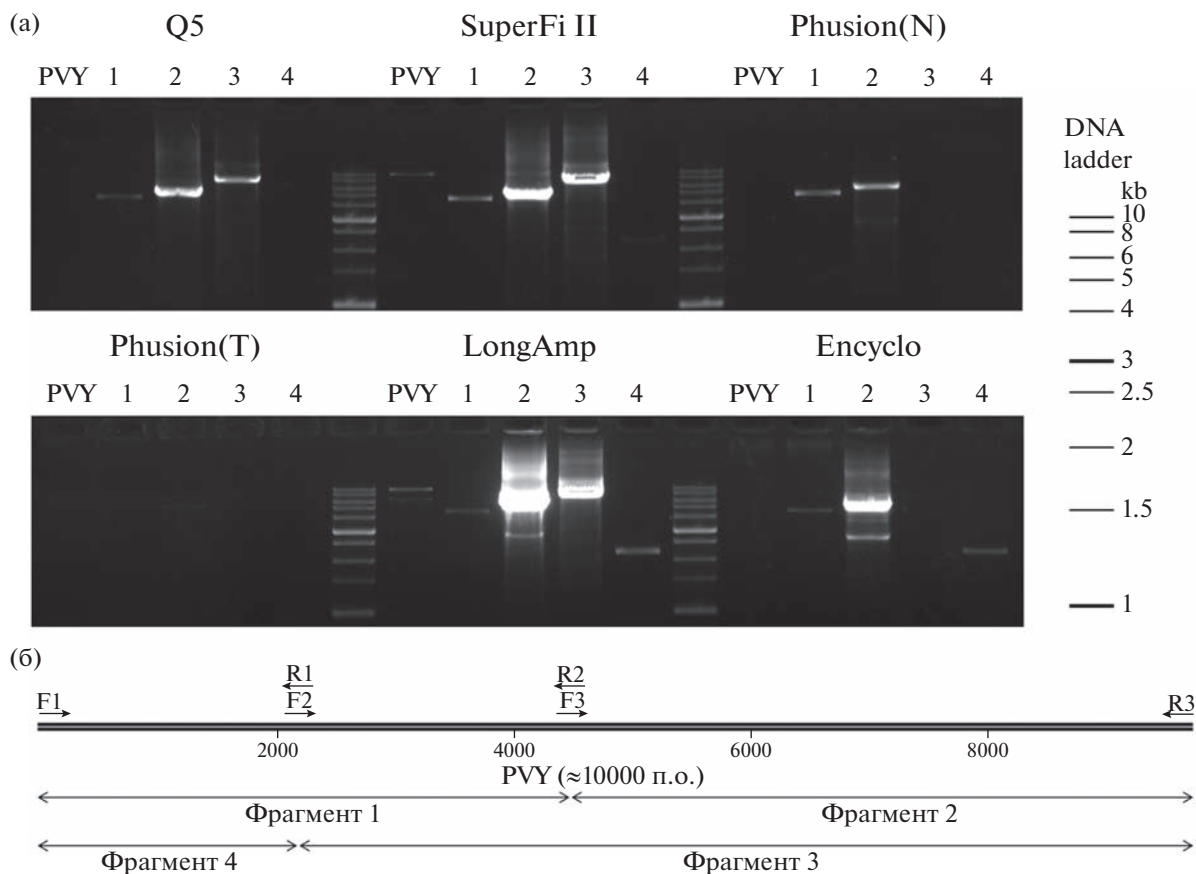 (а)
Q5 SuperFi II Phusion(N)
PVY 1 2 3 4 PVY 1 2 3 4 PVY 1 2 3 4
DNA
ladder
kb
10
8
6
5
4
3
2.5
2
1.5
1
Phusion(T) LongAmp Encyclo
PVY 1 2 3 4 PVY 1 2 3 4 PVY 1 2 3 4
(б)
R1 R2
F1 F2 F3 R3
2000 4000 6000 8000
PVY (≈10000 п.о.)
Фрагмент 1 Фрагмент 2
Фрагмент 4 Фрагмент 3